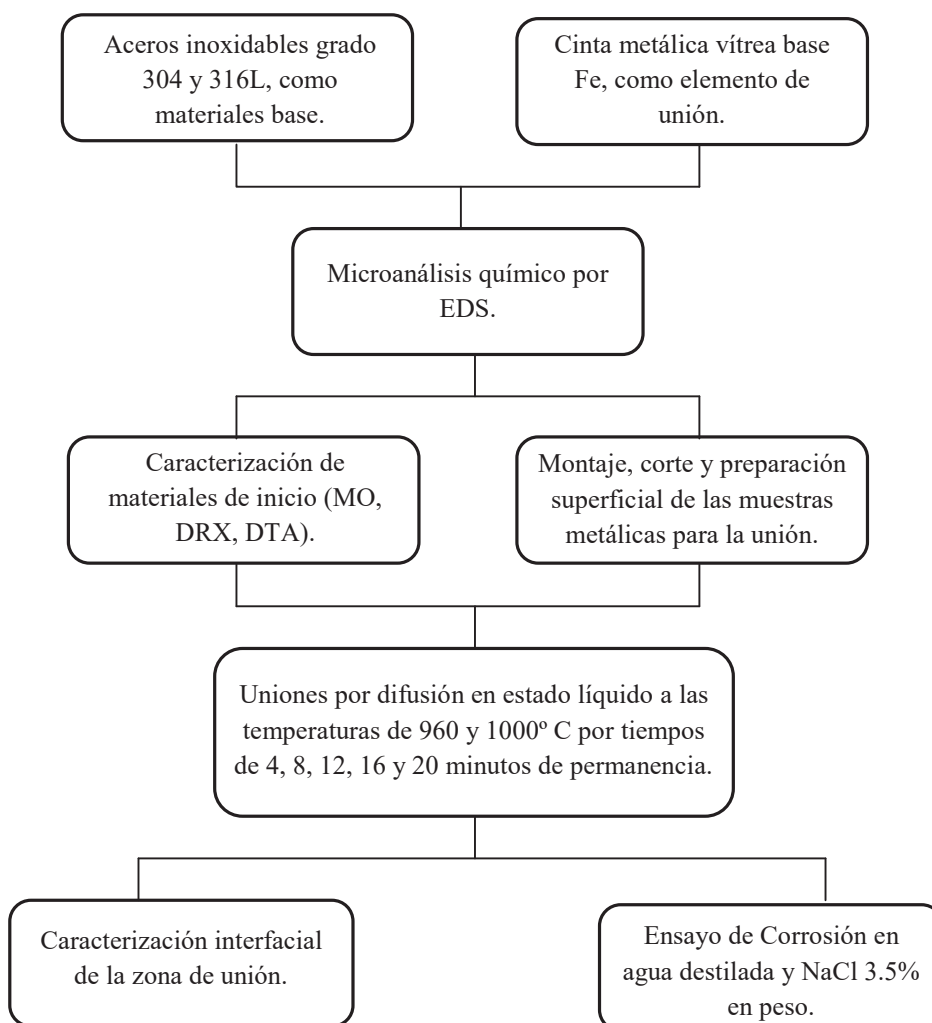 Aceros inoxidables grado
304 y 316L, como
materiales base.
Cinta metálica vítrea base
Fe, como elemento de
unión.
Microanálisis químico por
EDS.
Caracterización de
materiales de inicio (MO,
DRX, DTA).
Montaje, corte y preparación
superficial de las muestras
metálicas para la unión.
Uniones por difusión en estado líquido a las
temperaturas de 960 y 1000º C por tiempos
de 4, 8, 12, 16 y 20 minutos de permanencia.
Caracterización interfacial
de la zona de unión.
Ensayo de Corrosión en
agua destilada y NaCl 3.5%
en peso.